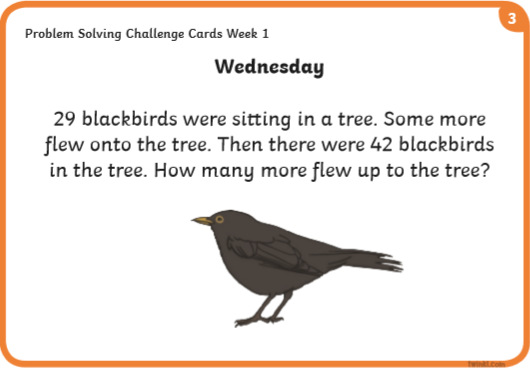 3
Problem Solving Challenge Cards Week 1
Wednesday
29 blackbirds were sitting in a tree. Some more
flew onto the tree. Then there were 42 blackbirds
in the tree. How many more flew up to the tree?
twinkl.com